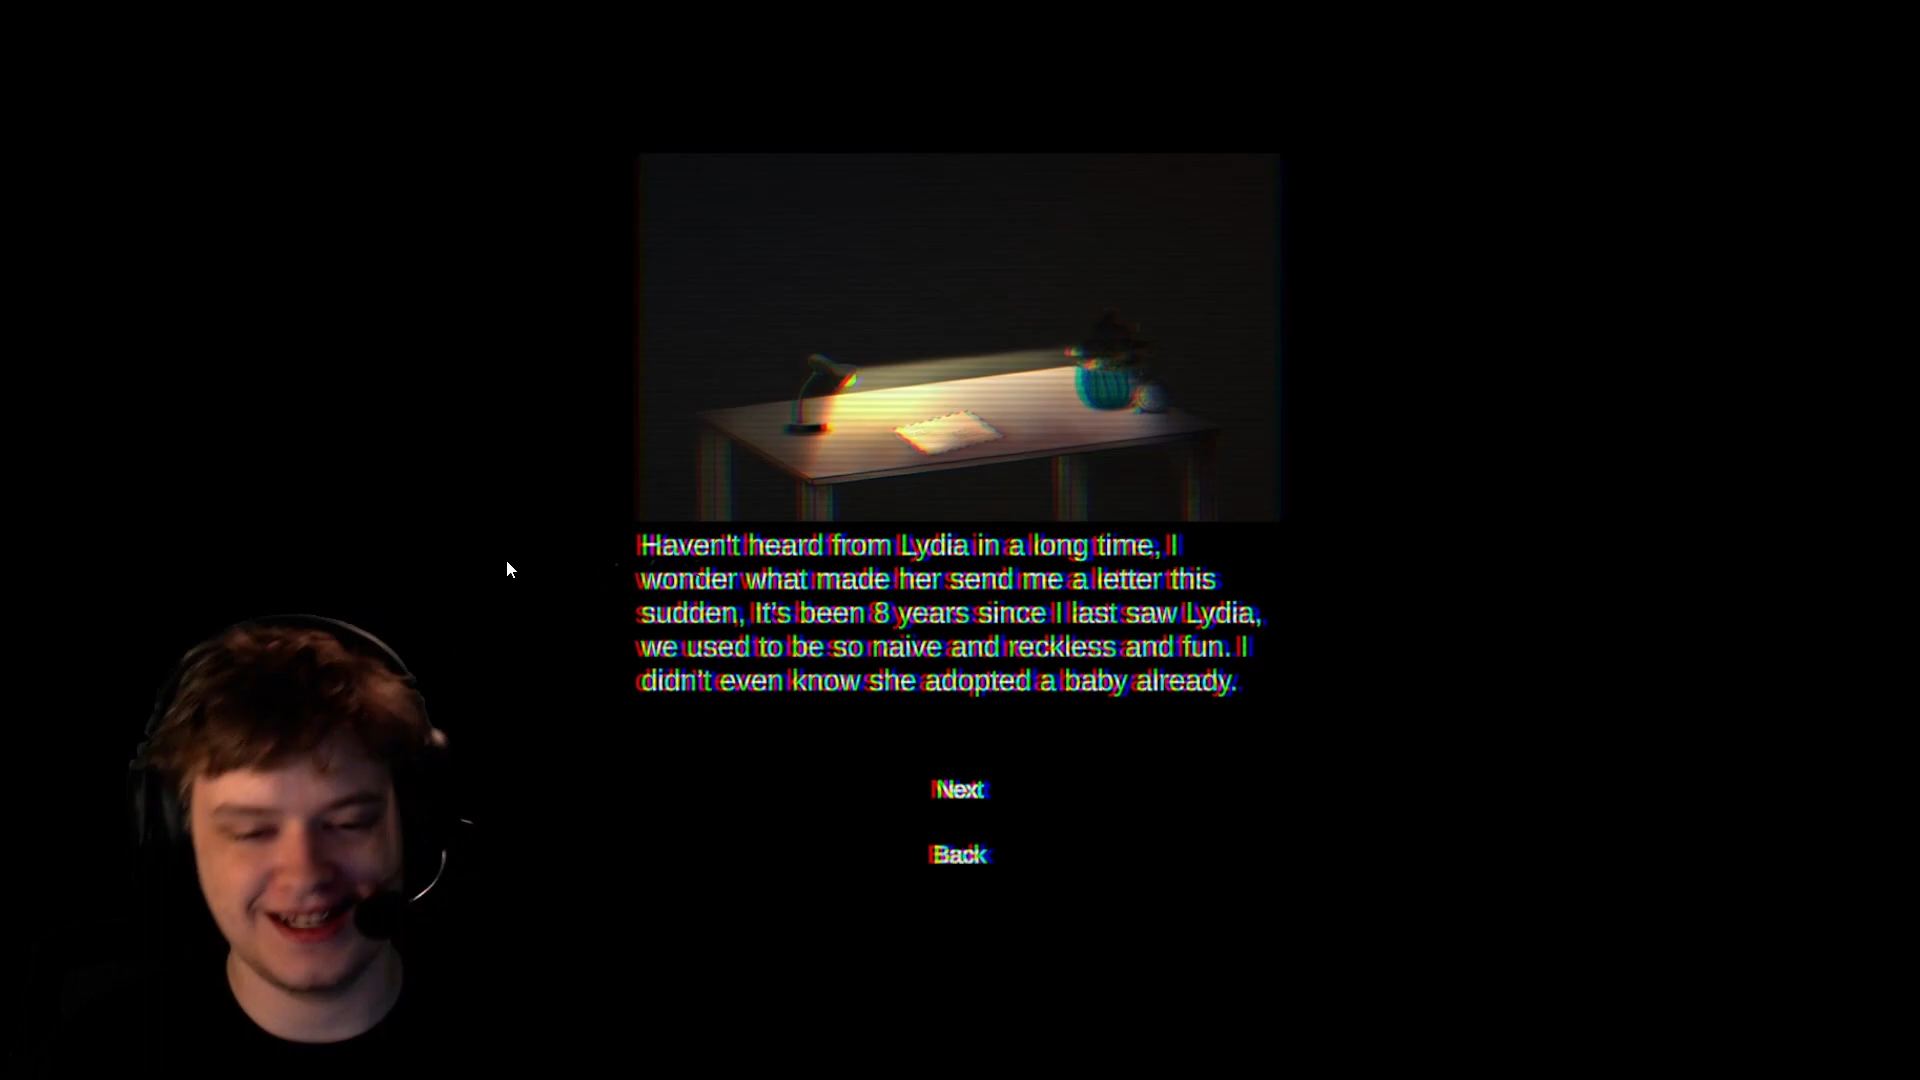 Haven't heard from Lydia in a long time, I
wonder what made her send me a letter this
sudden, It's been 8 years since I last saw Lydia,
we used to be so naiive and reckless and fun. I
didn't even know she adopted a baby already.
Next
Back